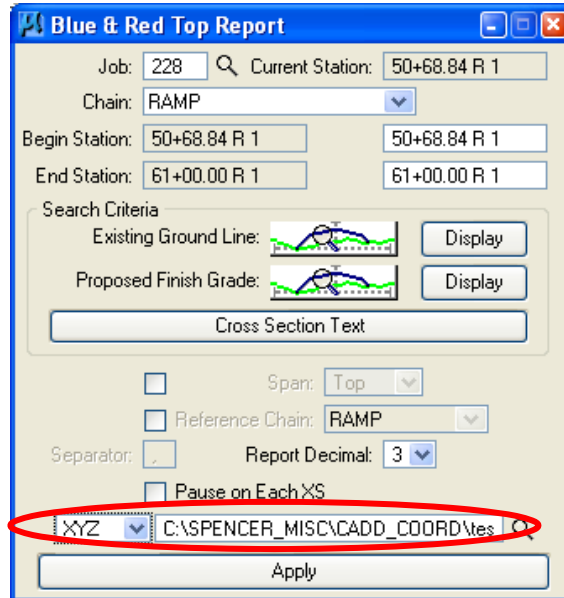 Blue & Red Top Report
Job: 228 Current Station: 50+68.84 R 1
Chain: RAMP
Begin Station: 50+68.84 R 1 50+68.84 R 1
End Station: 61+00.00 R 1 61+00.00 R 1
Search Criteria
Existing Ground Line: Display
Proposed Finish Grade: Display
Cross Section Text
Span: Top
Reference Chain: RAMP
Separator: , Report Decimal: 3
Pause on Each XS
XYZ C:\SPENCER_MISC\CADD_COORD\tes
Apply